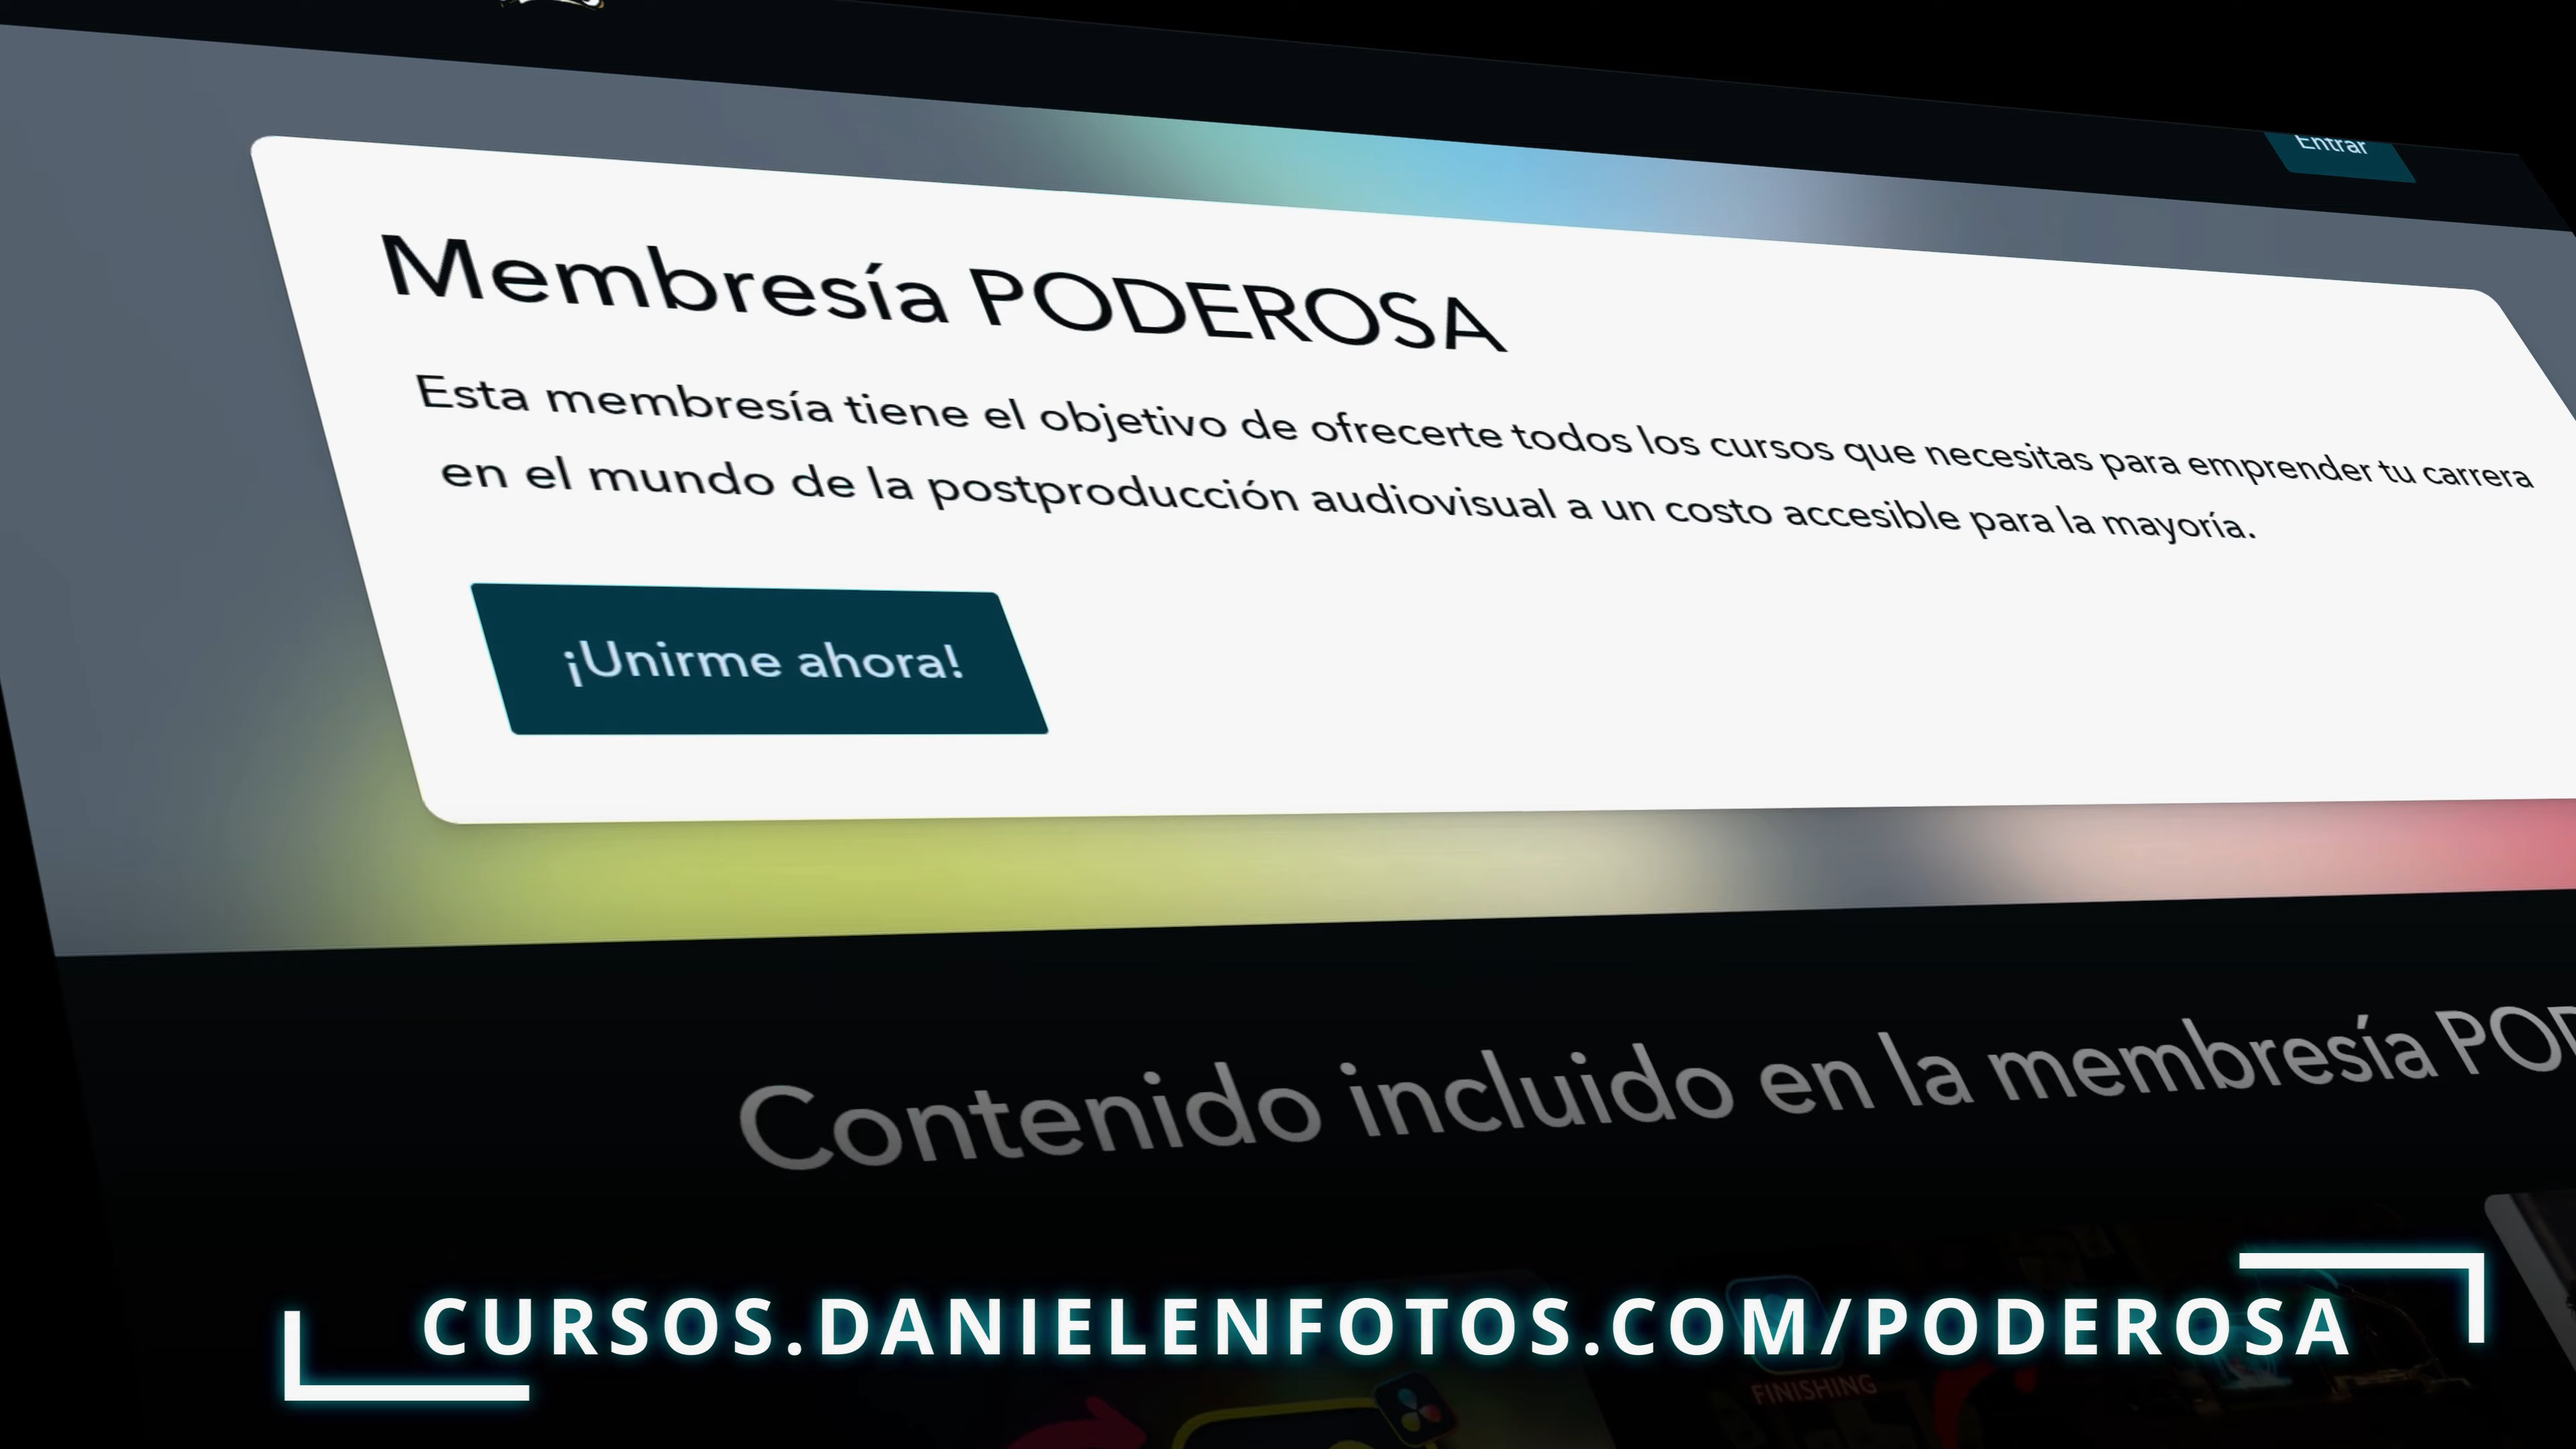 Entrar
Membresía PODEROSA
Esta membresía tiene el objetivo de ofrecerte todos los cursos que necesitas para emprender tu carrera
en el mundo de la postproducción audiovisual a un costo accesible para la mayoría.
¡Unirme ahora!
Contenido incluido en la membresía POD
CURSOS.DANIELENFOTOS.COM/PODEROSA
FINISHING